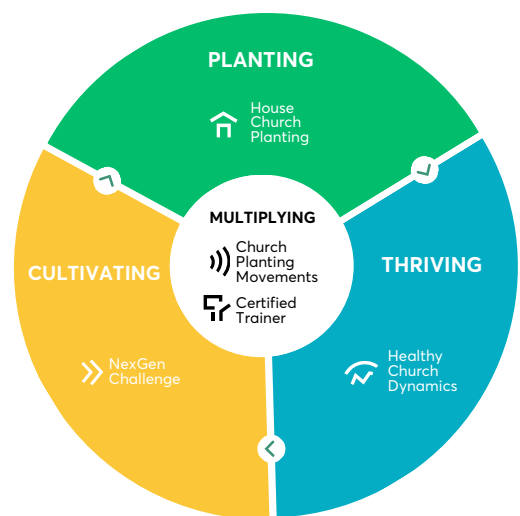 PLANTING
House
Church
Planting
MULTIPLYING
Church
Planting
Movements
Certified
Trainer
CULTIVATING
NexGen
Challenge
THRIVING
Healthy
Church
Dynamics